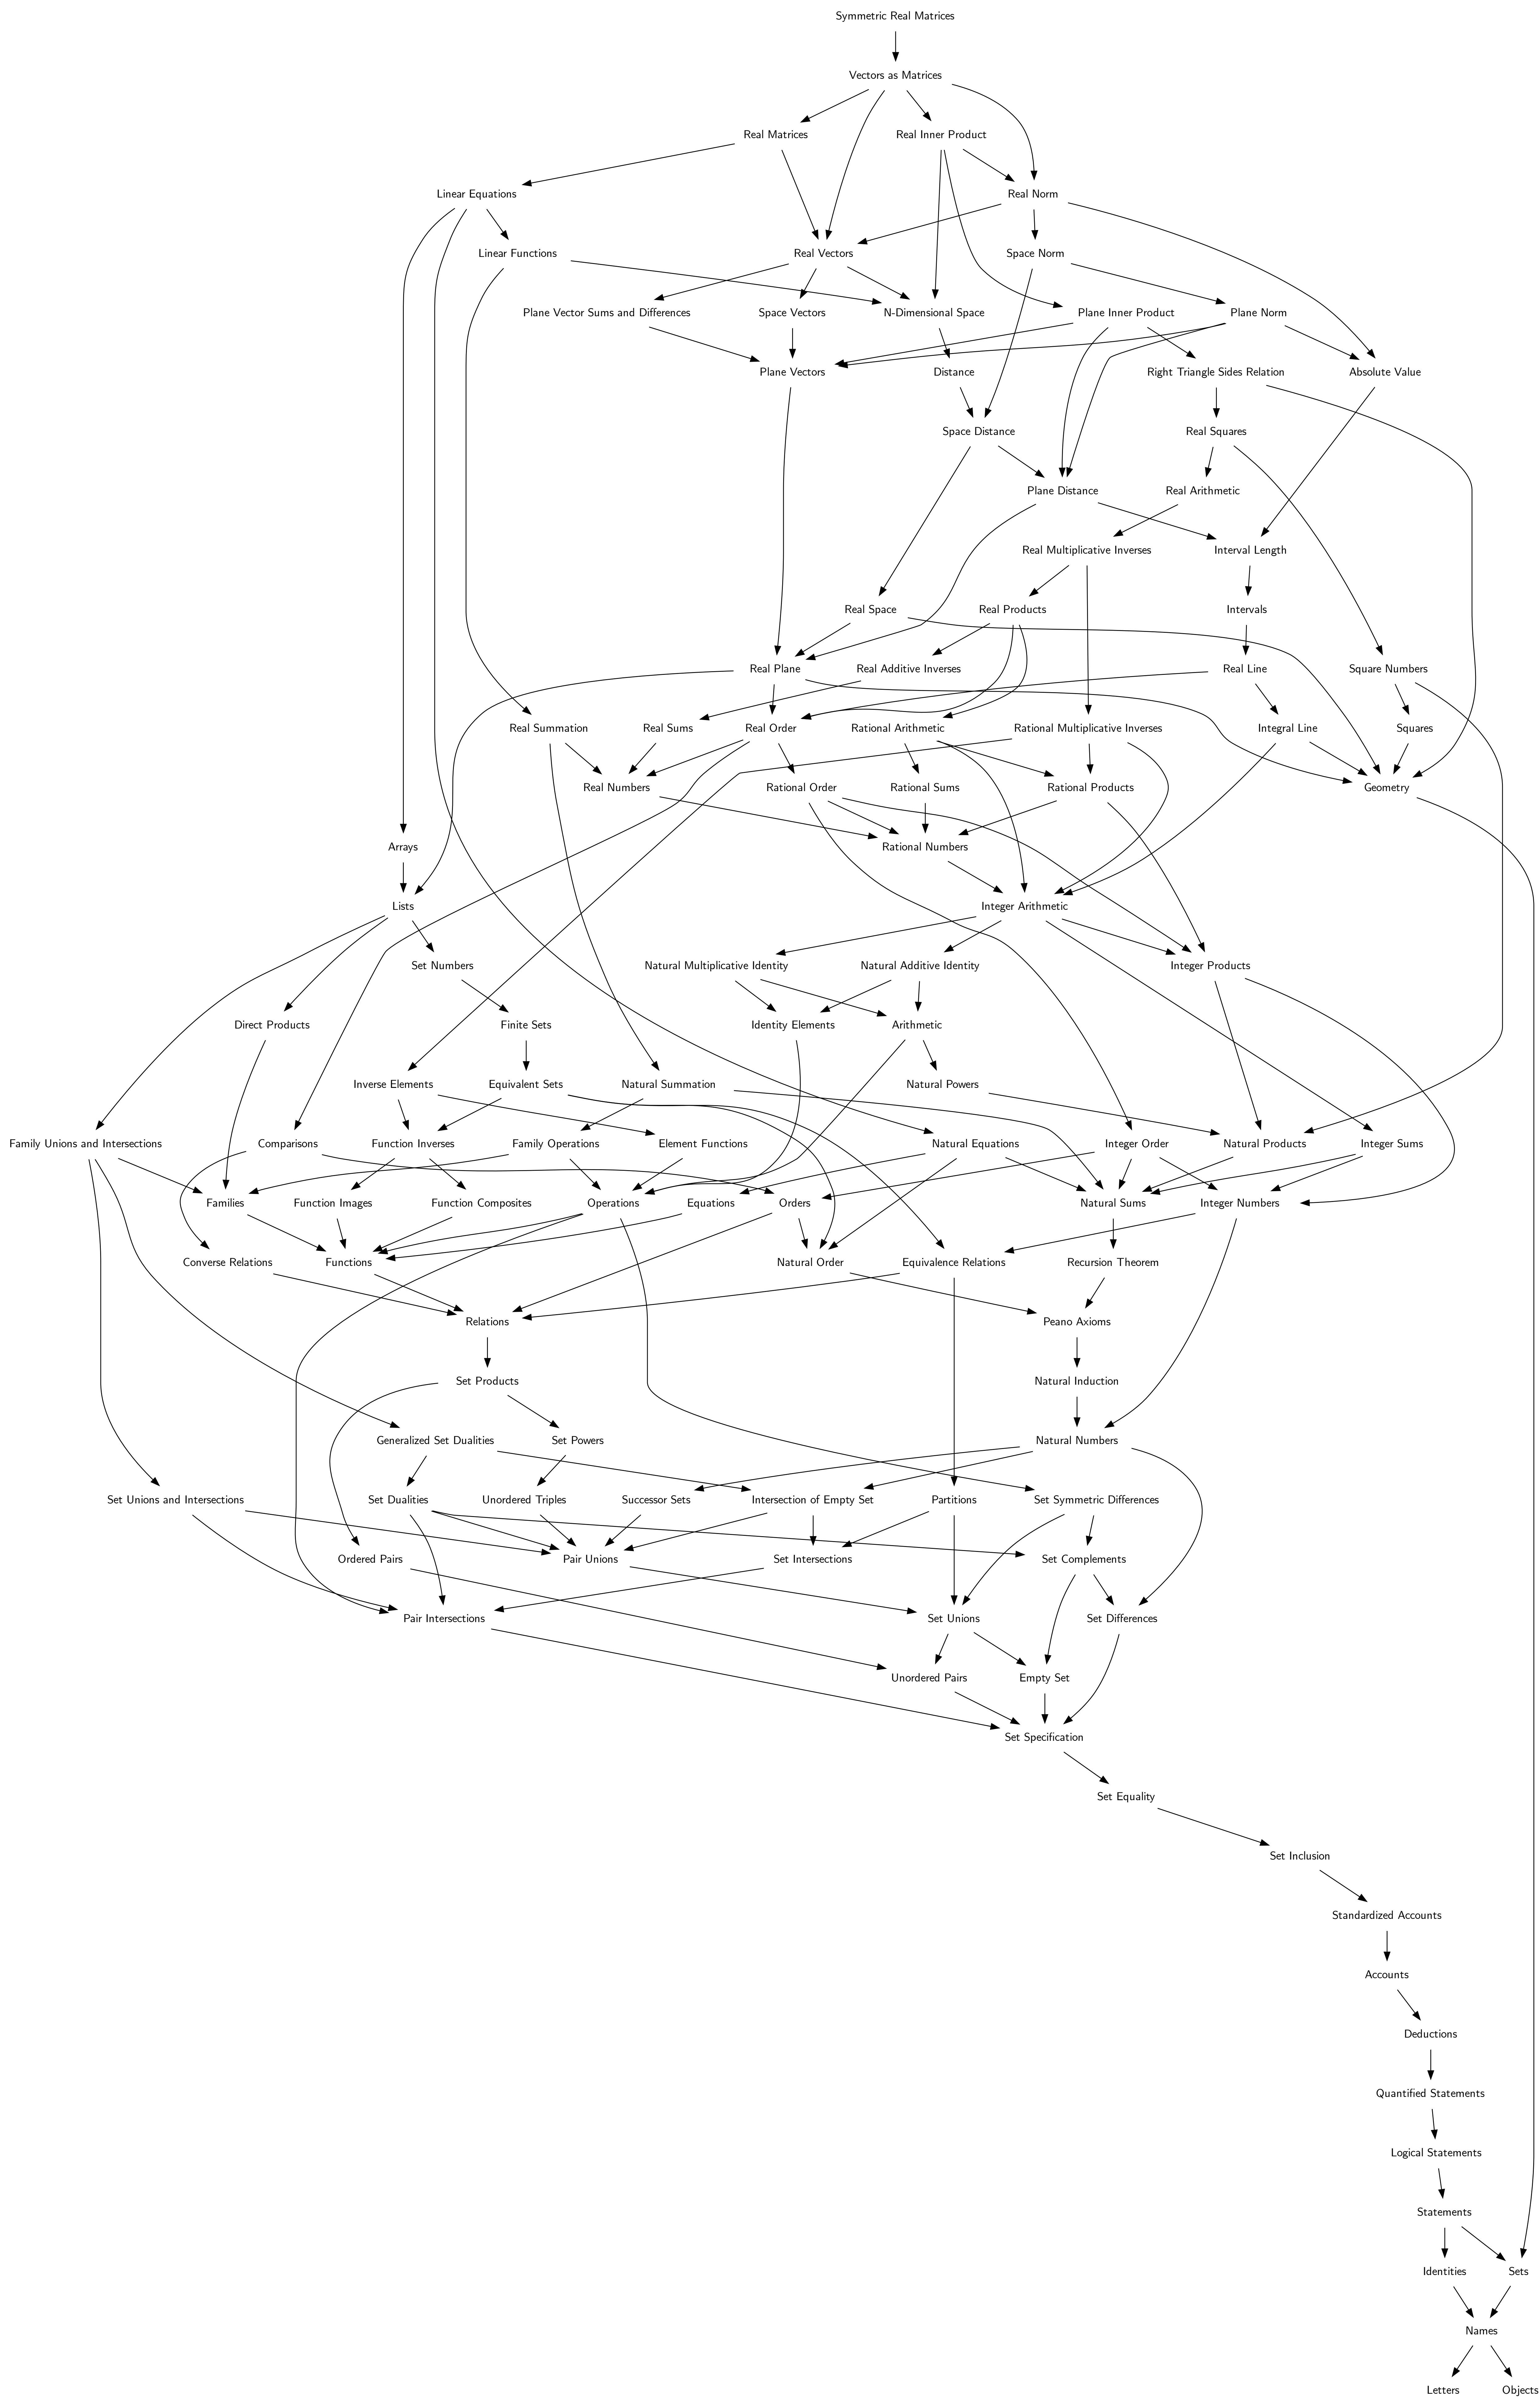 Symmetric Real Matrices
Vectors as Matrices
Real Matrices
Real Inner Product
Linear Equations
Real Norm
Linear Functions
Real Vectors
Space Norm
Plane Vector Sums and Differences
Space Vectors
N-Dimensional Space
Plane Inner Product
Plane Norm
Plane Vectors
Distance
Right Triangle Sides Relation
Absolute Value
Space Distance
Real Squares
Plane Distance
Real Arithmetic
Real Multiplicative Inverses
Interval Length
Real Space
Real Products
Intervals
Real Plane
Real Additive Inverses
Real Line
Square Numbers
Real Summation
Real Sums
Real Order
Rational Arithmetic
Rational Multiplicative Inverses
Integral Line
Squares
Real Numbers
Rational Order
Rational Sums
Rational Products
Geometry
Arrays
Rational Numbers
Lists
Integer Arithmetic
Set Numbers
Natural Multiplicative Identity
Natural Additive Identity
Integer Products
Direct Products
Finite Sets
Identity Elements
Arithmetic
Inverse Elements
Equivalent Sets
Natural Summation
Natural Powers
Family Unions and Intersections
Comparisons
Function Inverses
Family Operations
Element Functions
Natural Equations
Integer Order
Natural Products
Integer Sums
Families
Function Images
Function Composites
Operations
Equations
Orders
Natural Sums
Integer Numbers
Converse Relations
Functions
Natural Order
Equivalence Relations
Recursion Theorem
Relations
Peano Axioms
Set Products
Natural Induction
Generalized Set Dualities
Set Powers
Natural Numbers
Set Unions and Intersections
Set Dualities
Unordered Triples
Successor Sets
Intersection of Empty Set
Partitions
Set Symmetric Differences
Ordered Pairs
Pair Unions
Set Intersections
Set Complements
Pair Intersections
Set Unions
Set Differences
Unordered Pairs
Empty Set
Set Specification
Set Equality
Set Inclusion
Standardized Accounts
Accounts
Deductions
Quantified Statements
Logical Statements
Statements
Identities
Sets
Names
Letters
Objects